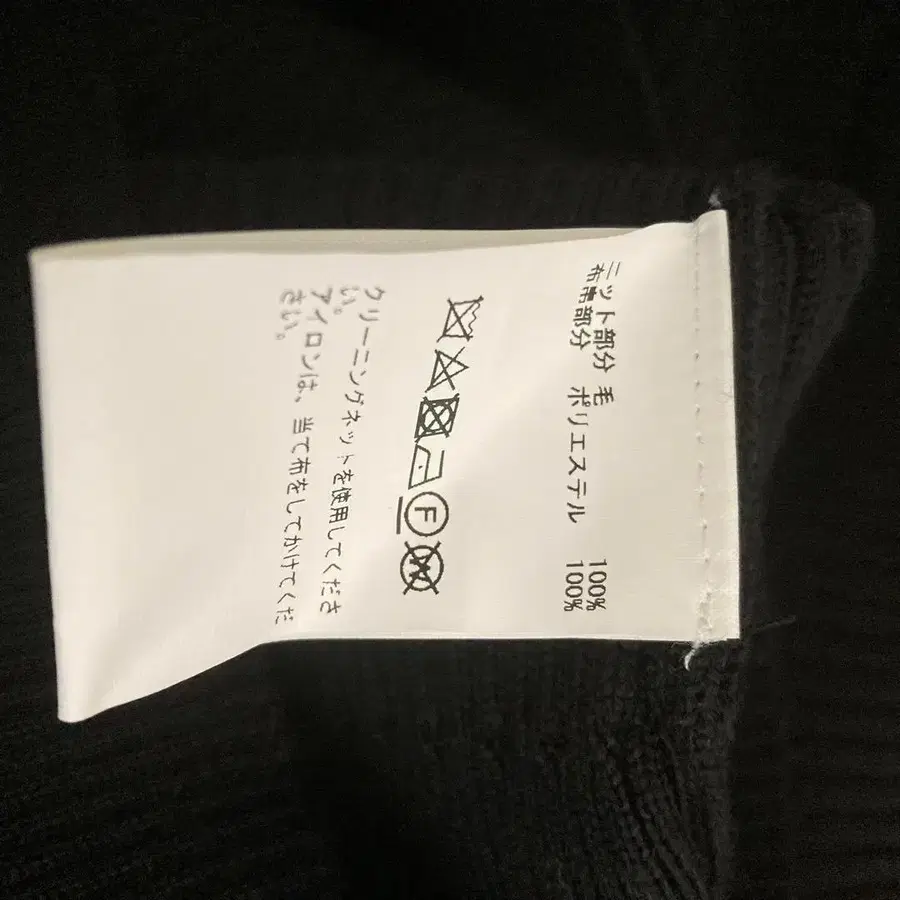 ニット部分 毛 100%
布帛部分 ポリエステル 100%
F
W
クリーニングネットを使用してくださ
い。
アイロンは、当て布をしてかけてくだ
さい。